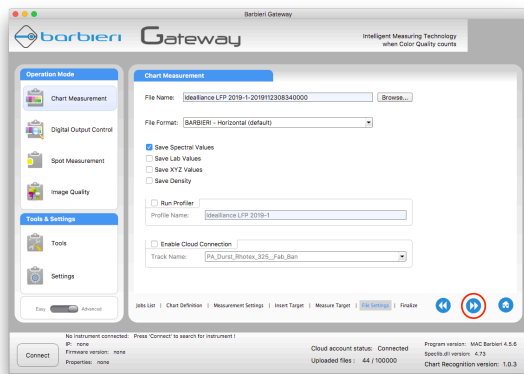 Barbieri Gateway
barbieri Gateway
Intelligent Measuring Technology
when Color Quality counts
Operation Mode
Chart Measurement
Digital Output Control
Spot Measurement
Image Quality
Tools & Settings
Tools
Settings
Easy Advanced
Chart Measurement
File Name: Idealliance LFP 2019-1-2019112308340000 Browse...
File Format: BARBIERI - Horizontal (default)
Save Spectral Values
Save Lab Values
Save XYZ Values
Save Density
Run Profiler
Profile Name: Idealliance LFP 2019-1
Enable Cloud Connection
Track Name: PA_Durst_Rhotex_325__Fab_Ban
Jobs List | Chart Definition | Measurement Settings | Insert Target | Measure Target | File Settings | Finalize
Connect
No instrument connected: Press 'Connect' to search for instrument !
IP: none
Firmware version: none
Properties: none
Cloud account status: Connected
Uploaded files : 44 / 100000
Program version: MAC Barbieri 4.5.6
Speclib.dll version: 4.73
Chart Recognition version: 1.0.3